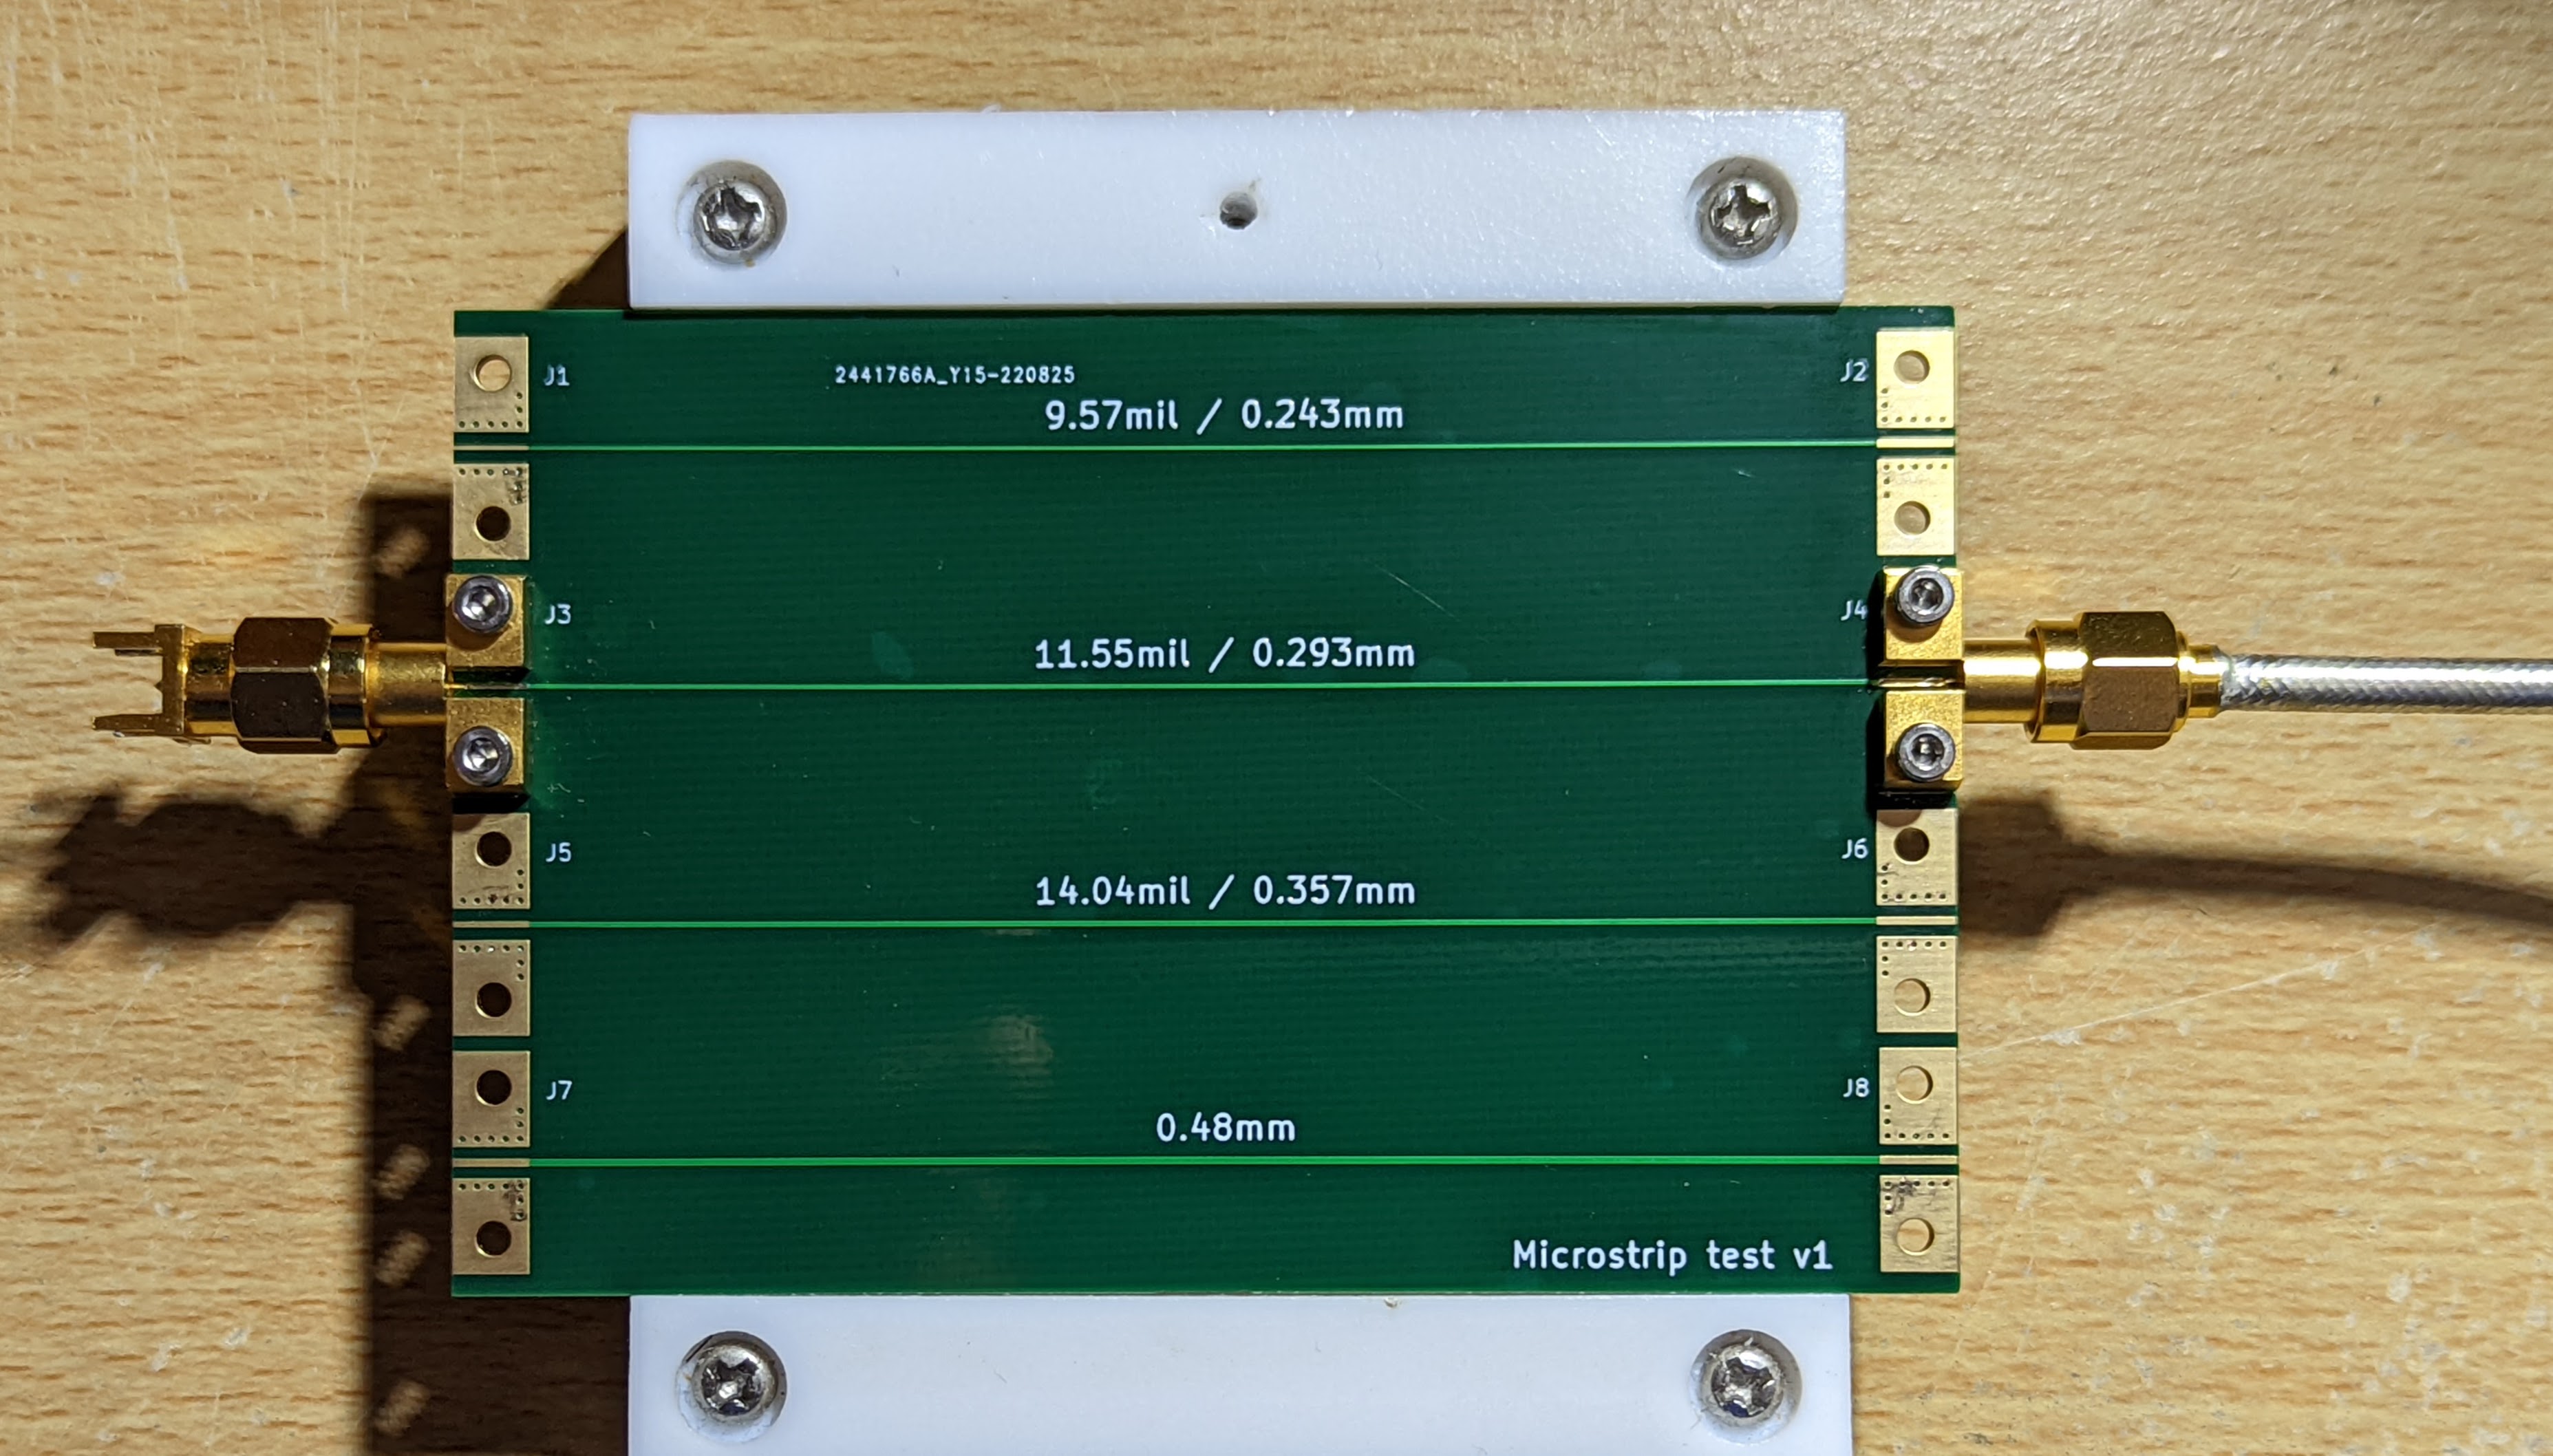 J1
2441766A_Y15-220825
J2
9.57mil / 0.243mm
J3
J4
11.55mil / 0.293mm
J5
J6
14.04mil / 0.357mm
J7
J8
0.48mm
Microstrip test v1